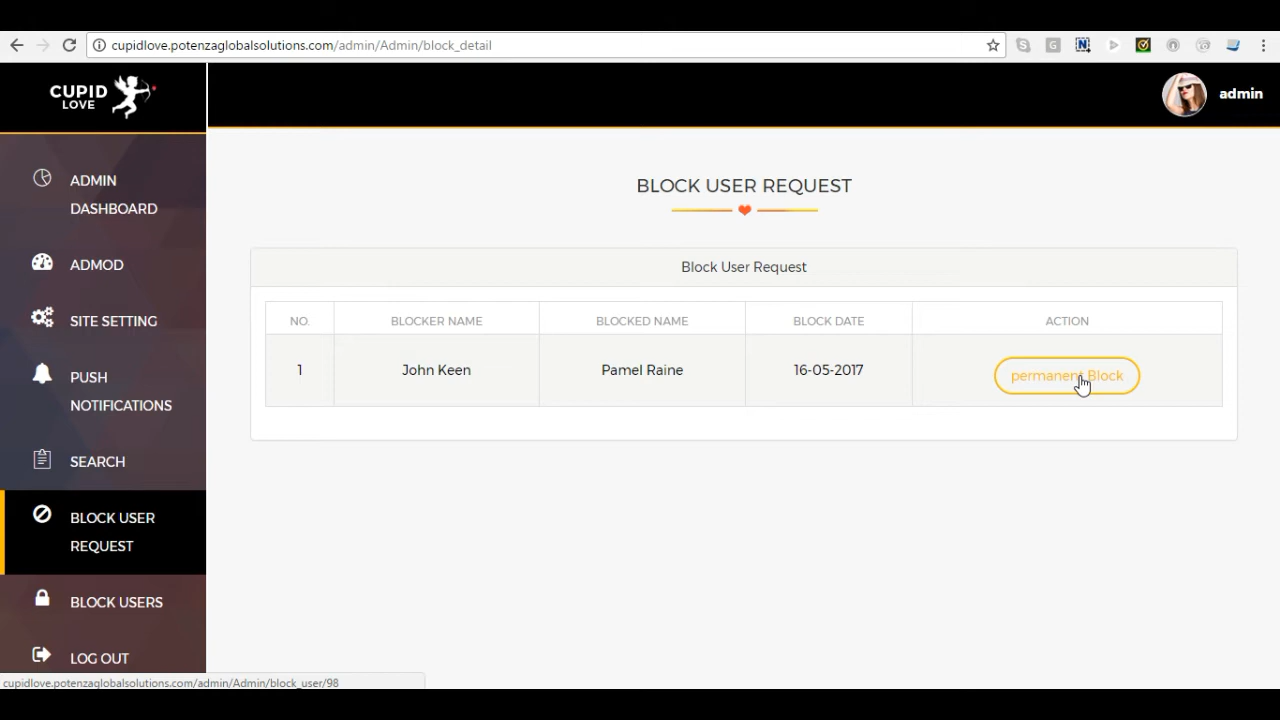 cupidlove.potenzaglobalsolutions.com/admin/Admin/block_detail
CUPID
LOVE
admin
ADMIN
DASHBOARD
ADMOD
SITE SETTING
PUSH
NOTIFICATIONS
SEARCH
BLOCK USER
REQUEST
BLOCK USERS
LOG OUT
BLOCK USER REQUEST
Block User Request
NO. BLOCKER NAME BLOCKED NAME BLOCK DATE ACTION
1 John Keen Pamel Raine 16-05-2017 permanent Block
cupidlove.potenzaglobalsolutions.com/admin/Admin/block_user/98